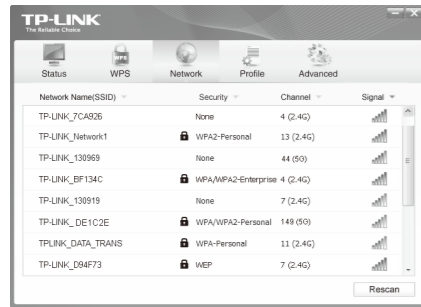 TP-LINK
The Reliable Choice
WPS
Status WPS Network Profile Advanced
Network Name(SSID) Security Channel Signal
TP-LINK_7CA926 None 4 (2.4G)
TP-LINK_Network1 WPA2-Personal 13 (2.4G)
TP-LINK_130969 None 44 (5G)
TP-LINK_BF134C WPA/WPA2-Enterprise 4 (2.4G)
TP-LINK_130919 None 7 (2.4G)
TP-LINK_ DE1C2E WPA/WPA2-Personal 149 (5G)
TPLINK_DATA_TRANS WPA-Personal 11 (2.4G)
TP-LINK_D94F73 WEP 7 (2.4G)
Rescan